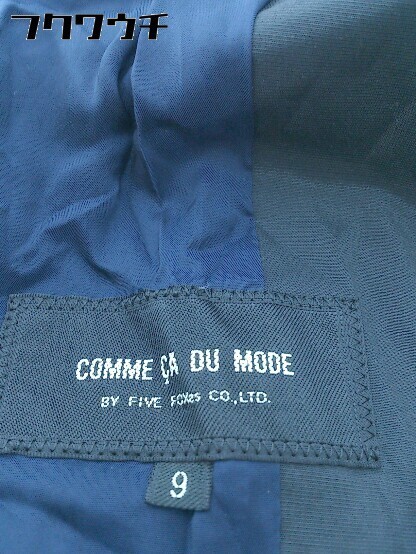 フクワウチ
COMME ÇA DU MODE
BY FIVE FOXes CO.,LTD.
9